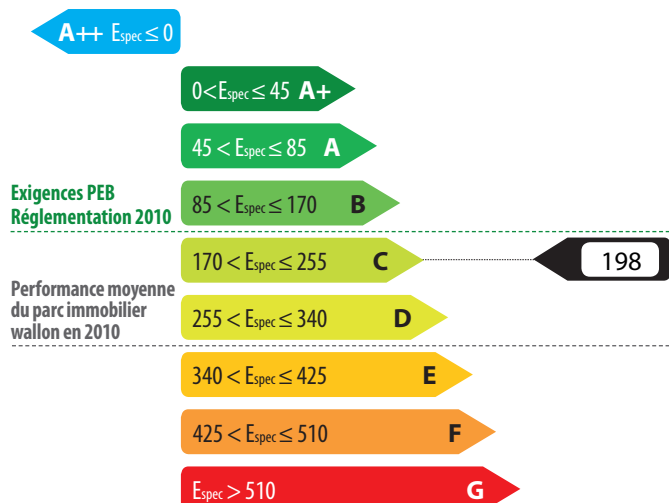 A++ Espec ≤ 0
0 < Espec ≤ 45 A+
45 < Espec ≤ 85 A
Exigences PEB
Réglementation 2010
85 < Espec ≤ 170 B
170 < Espec ≤ 255 C
198
Performance moyenne
du parc immobilier
wallon en 2010
255 < Espec ≤ 340 D
340 < Espec ≤ 425 E
425 < Espec ≤ 510 F
Espec > 510 G